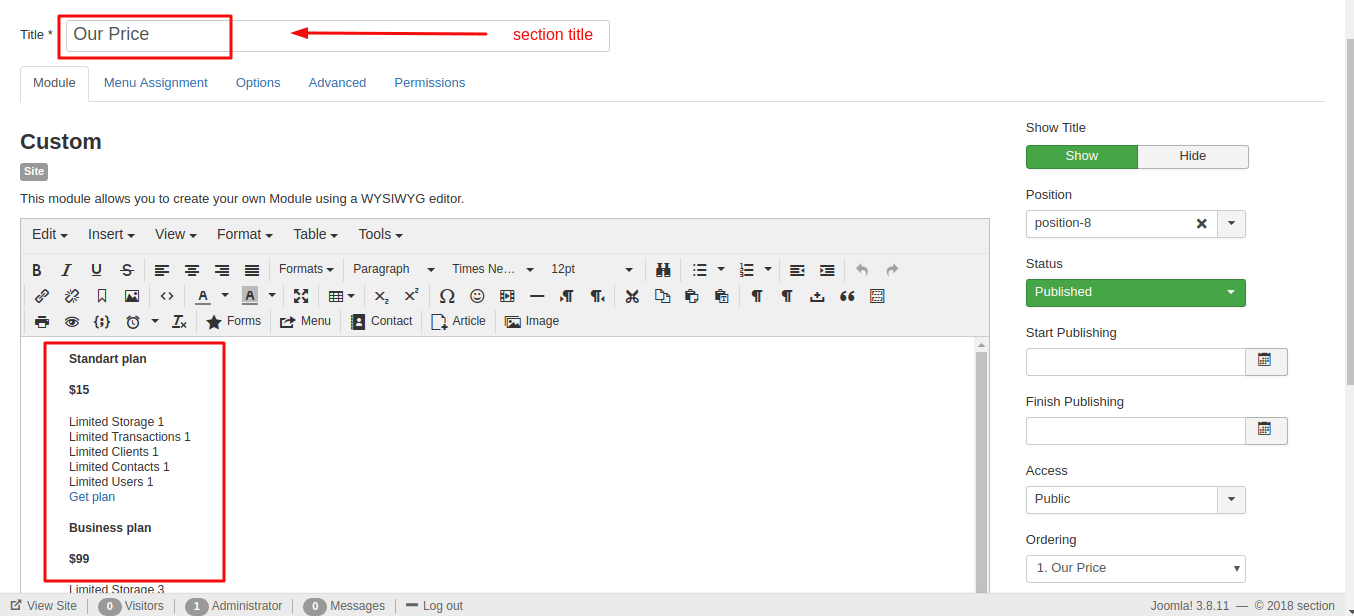 Title * Our Price section title
Module Menu Assignment Options Advanced Permissions
Custom
Site
This module allows you to create your own Module using a WYSIWYG editor.
Edit Insert View Format Table Tools
B I U S Formats Paragraph Times Ne... 12pt
Forms Menu Contact Article Image
Standart plan
$15
Limited Storage 1
Limited Transactions 1
Limited Clients 1
Limited Contacts 1
Limited Users 1
Get plan
Business plan
$99
Limited Storage 3
Show Title
Show Hide
Position
position-8
Status
Published
Start Publishing
Finish Publishing
Access
Public
Ordering
1. Our Price
View Site 0 Visitors 1 Administrator 0 Messages Log out Joomla! 3.8.11 — © 2018 section